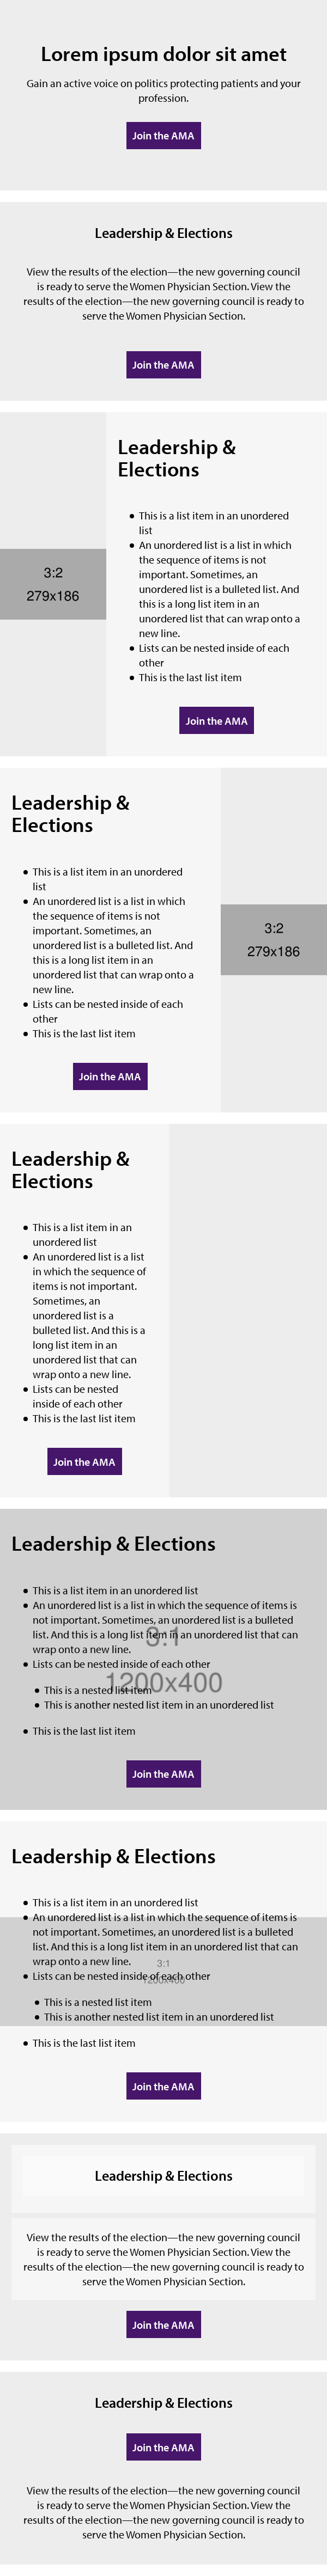 Lorem ipsum dolor sit amet
Gain an active voice on politics protecting patients and your
profession.
Join the AMA
Leadership & Elections
View the results of the election—the new governing council
is ready to serve the Women Physician Section. View the
results of the election—the new governing council is ready to
serve the Women Physician Section.
Join the AMA
3:2
279x186
Leadership &
Elections
This is a list item in an unordered
list
An unordered list is a list in which
the sequence of items is not
important. Sometimes, an
unordered list is a bulleted list. And
this is a long list item in an
unordered list that can wrap onto a
new line.
Lists can be nested inside of each
other
This is the last list item
Join the AMA
Leadership &
Elections
This is a list item in an unordered
list
An unordered list is a list in which
the sequence of items is not
important. Sometimes, an
unordered list is a bulleted list. And
this is a long list item in an
unordered list that can wrap onto a
new line.
Lists can be nested inside of each
other
This is the last list item
Join the AMA
3:2
279x186
Leadership &
Elections
This is a list item in an
unordered list
An unordered list is a list
in which the sequence of
items is not important.
Sometimes, an
unordered list is a
bulleted list. And this is a
long list item in an
unordered list that can
wrap onto a new line.
Lists can be nested
inside of each other
This is the last list item
Join the AMA
Leadership & Elections
This is a list item in an unordered list
An unordered list is a list in which the sequence of items is
not important. Sometimes, an unordered list is a bulleted
list. And this is a long list item in an unordered list that can
wrap onto a new line.
3:1
Lists can be nested inside of each other
1200x400
This is a nested list item
This is another nested list item in an unordered list
This is the last list item
Join the AMA
Leadership & Elections
This is a list item in an unordered list
An unordered list is a list in which the sequence of items is
not important. Sometimes, an unordered list is a bulleted
list. And this is a long list item in an unordered list that can
wrap onto a new line.
3:1
Lists can be nested inside of each other
1200x400
This is a nested list item
This is another nested list item in an unordered list
This is the last list item
Join the AMA
Leadership & Elections
View the results of the election—the new governing council
is ready to serve the Women Physician Section. View the
results of the election—the new governing council is ready to
serve the Women Physician Section.
Join the AMA
Leadership & Elections
Join the AMA
View the results of the election—the new governing council
is ready to serve the Women Physician Section. View the
results of the election—the new governing council is ready to
serve the Women Physician Section.